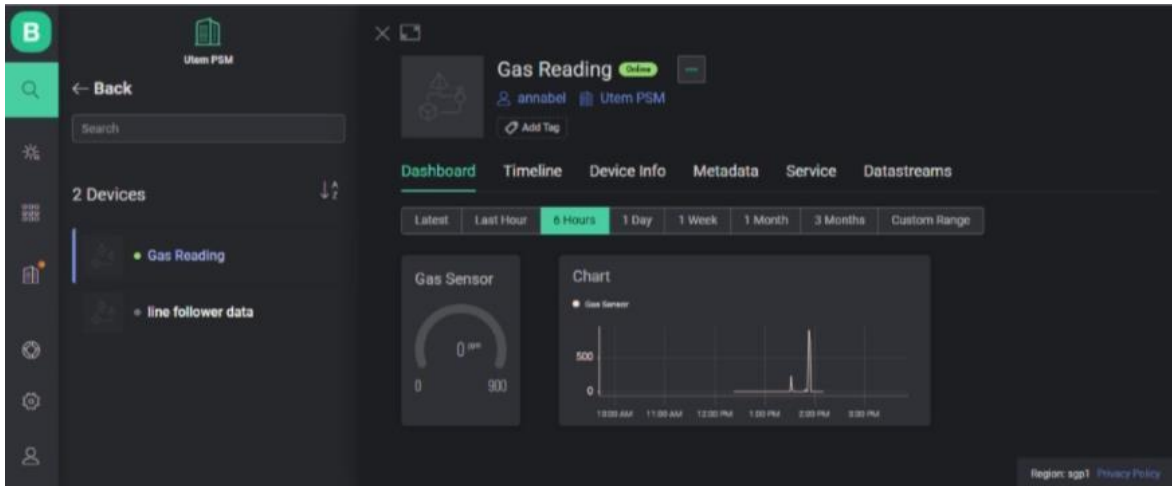 B
Utem PSM
← Back
Search
2 Devices
Gas Reading
line follower data
Gas Reading Online
annabel Utem PSM
Add Tag
Dashboard Timeline Device Info Metadata Service Datastreams
Latest Last Hour 6 Hours 1 Day 1 Week 1 Month 3 Months Custom Range
Gas Sensor
0 ppm
0 900
Chart
Gas Sensor
500
0
10:00 AM 11:00 AM 12:00 PM 1:00 PM 2:00 PM 3:00 PM
Region: sgp1 Privacy Policy